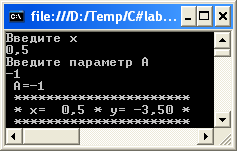 file:///D:/Temp/C#lab...
Введите x
0,5
Введите параметр A
-1
A=-1
**********************
* x=  0,5 * y= -3,50 *
**********************